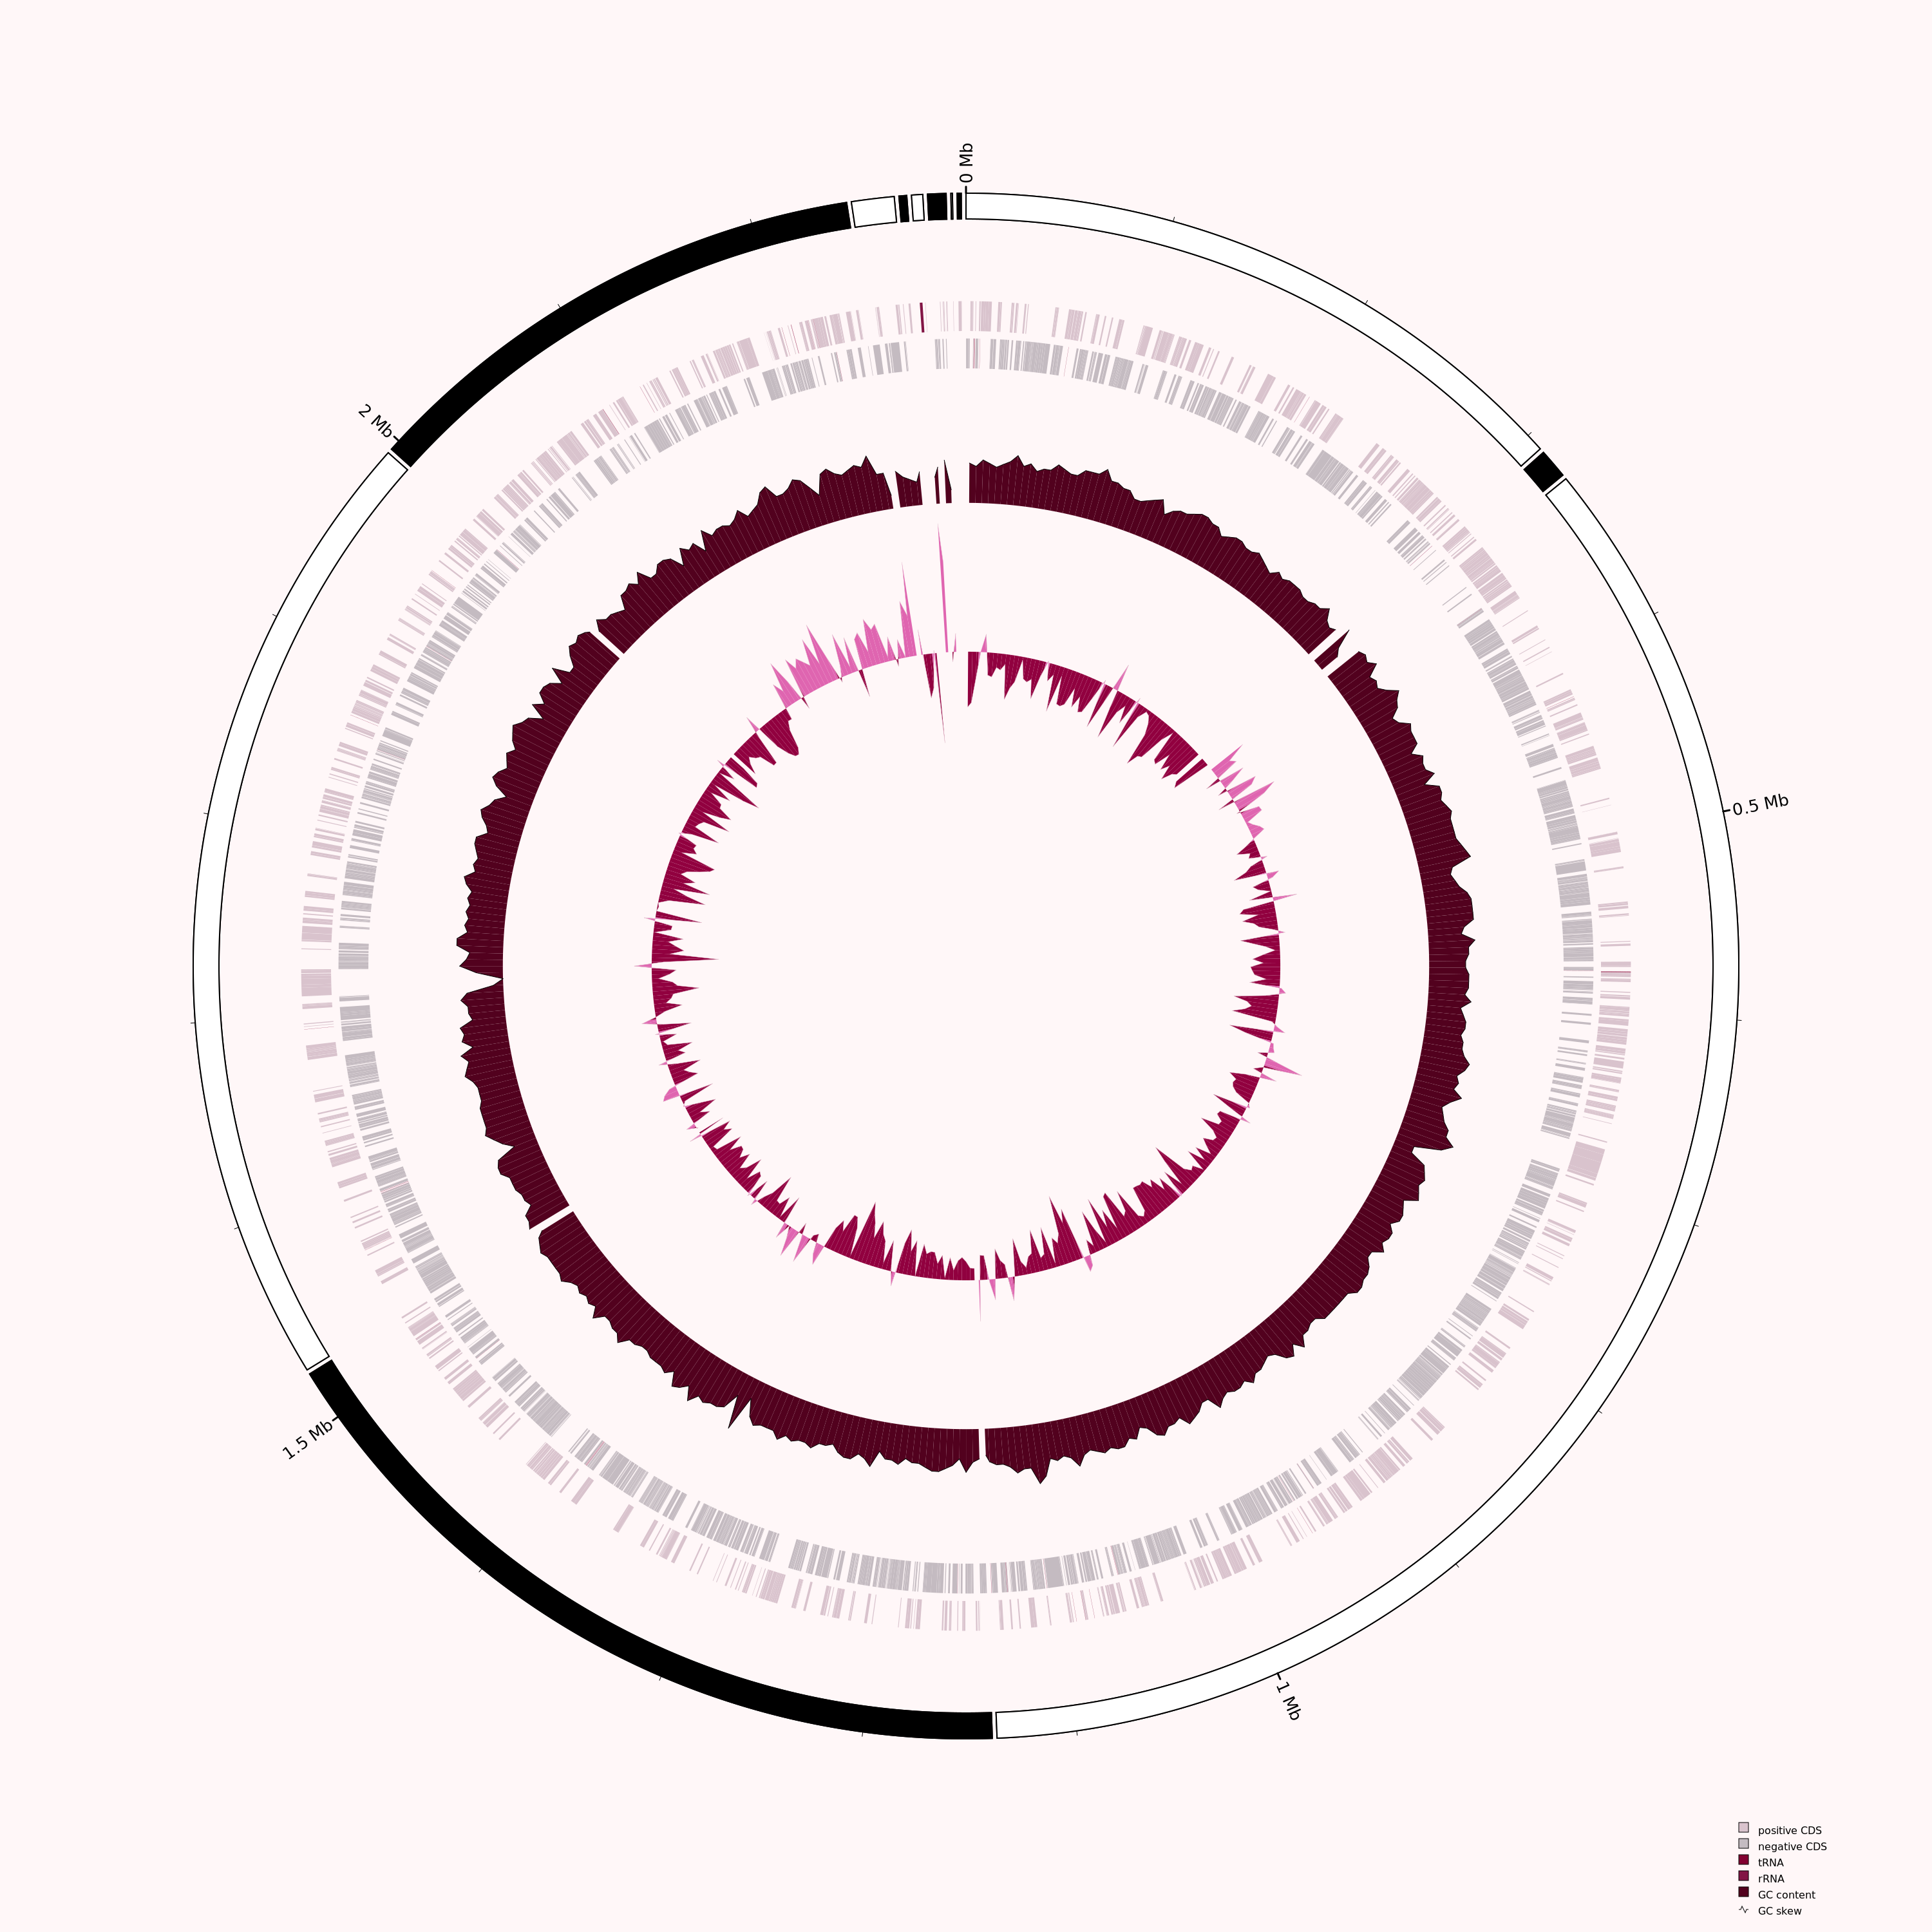 0 Mb
0.5 Mb
1 Mb
1.5 Mb
2 Mb
positive CDS
negative CDS
tRNA
rRNA
GC content
GC skew